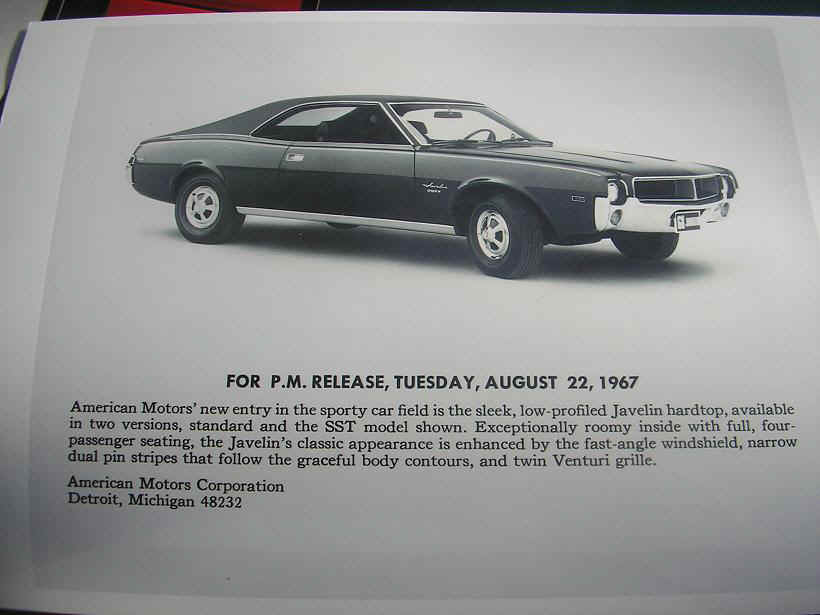 Javelin
FOR P.M. RELEASE, TUESDAY, AUGUST 22, 1967
American Motors' new entry in the sporty car field is the sleek, low-profiled Javelin hardtop, available
in two versions, standard and the SST model shown. Exceptionally roomy inside with full, four-
passenger seating, the Javelin's classic appearance is enhanced by the fast-angle windshield, narrow
dual pin stripes that follow the graceful body contours, and twin Venturi grille.
American Motors Corporation
Detroit, Michigan 48232